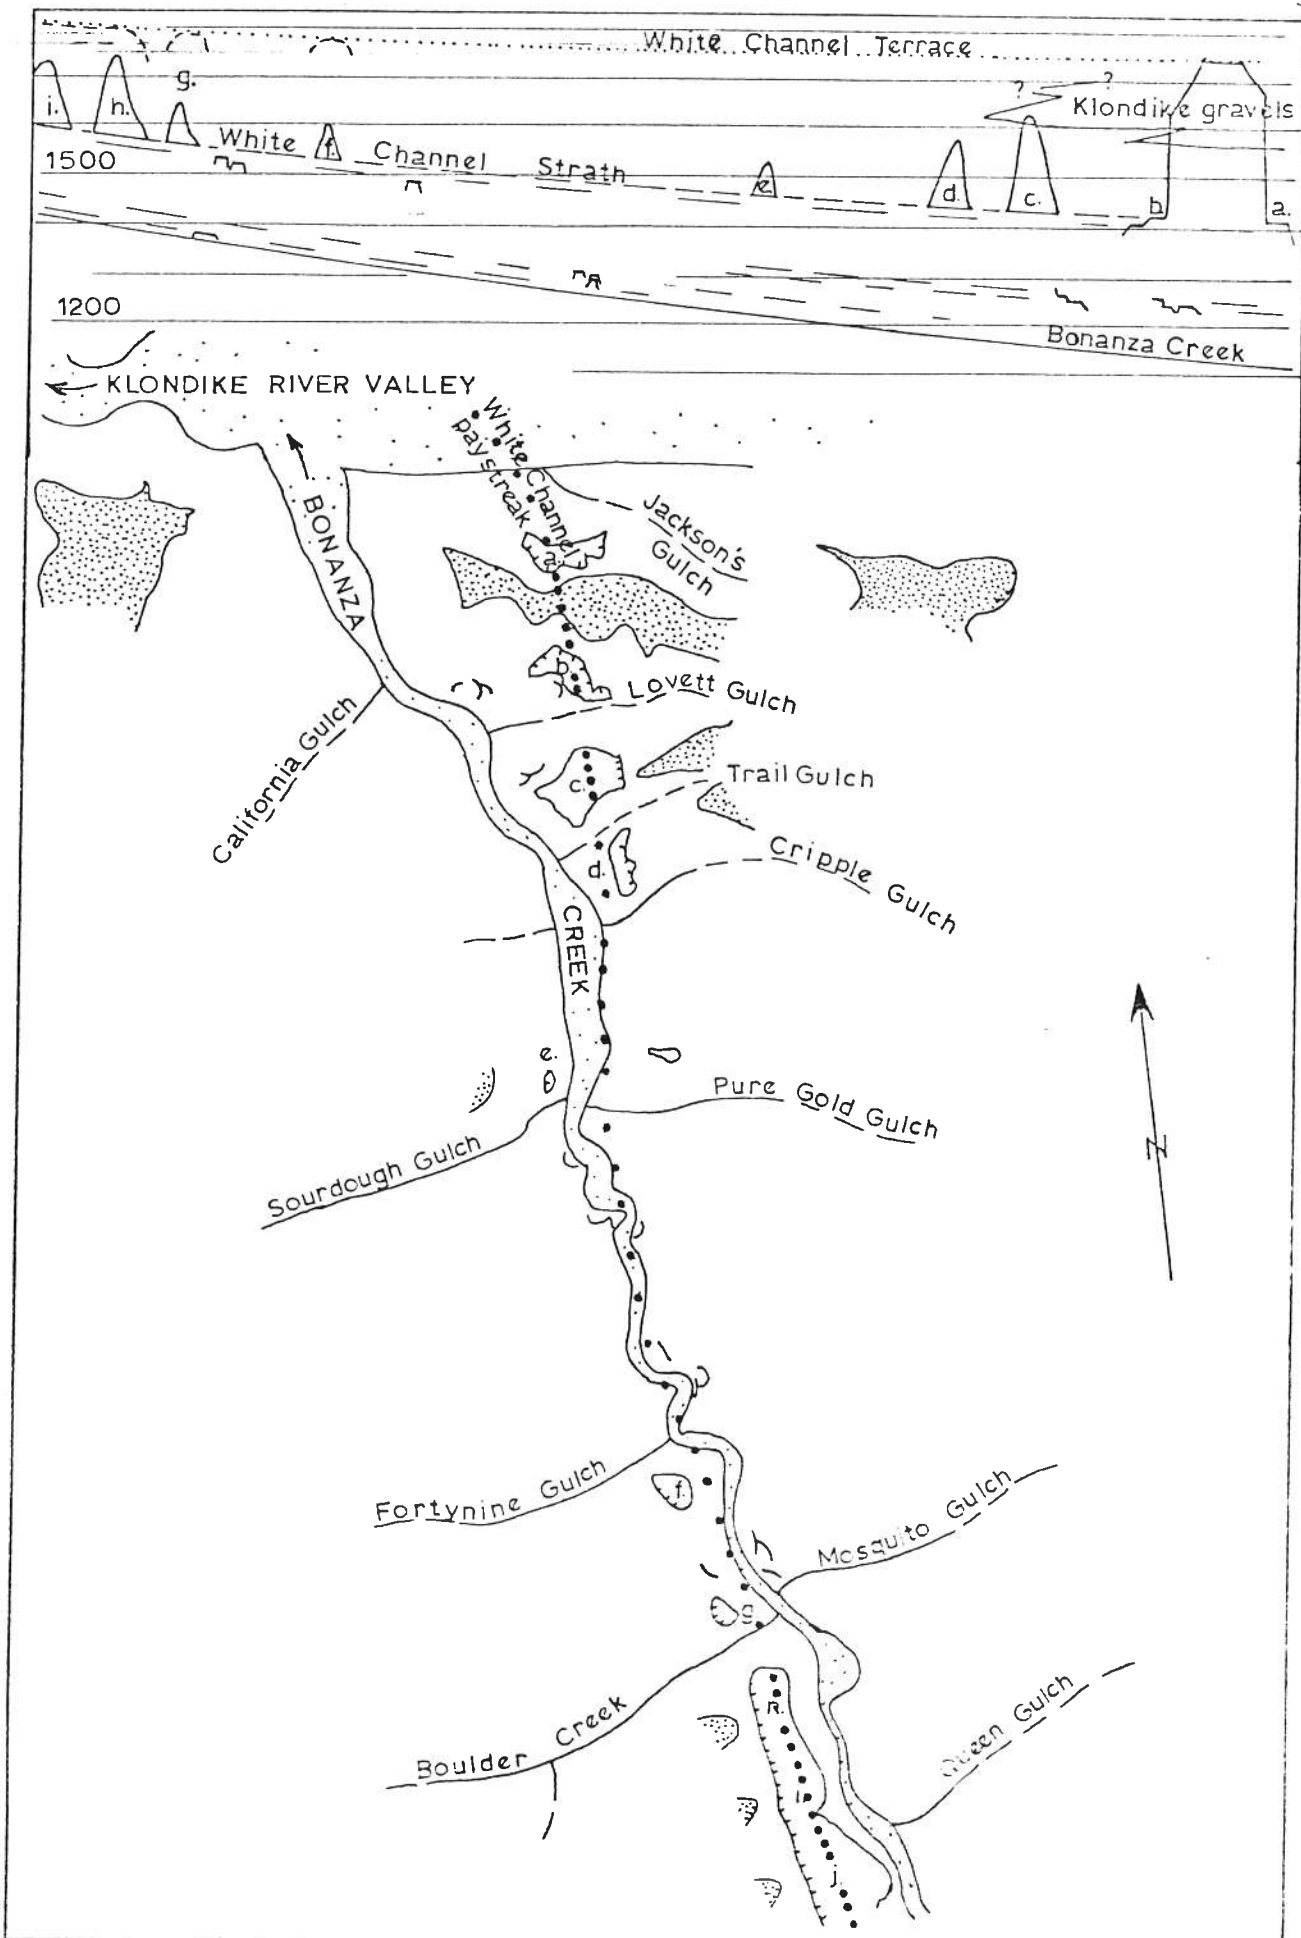 White Channel Terrace
g.
i.
h.
? ?
Klondike gravels
White f. Channel Strath
1500
e.
d.
c.
b.
a.
1200
Bonanza Creek
KLONDIKE RIVER VALLEY
White Channel
paystreak
BONANZA
Jackson's
Gulch
a.
b.
Lovett Gulch
California Gulch
c.
Trail Gulch
d.
Cripple Gulch
CREEK
e.
Pure Gold Gulch
Sourdough Gulch
N
Fortynine Gulch
f.
Mosquito Gulch
g.
Boulder Creek
Queen Gulch
i.
j.